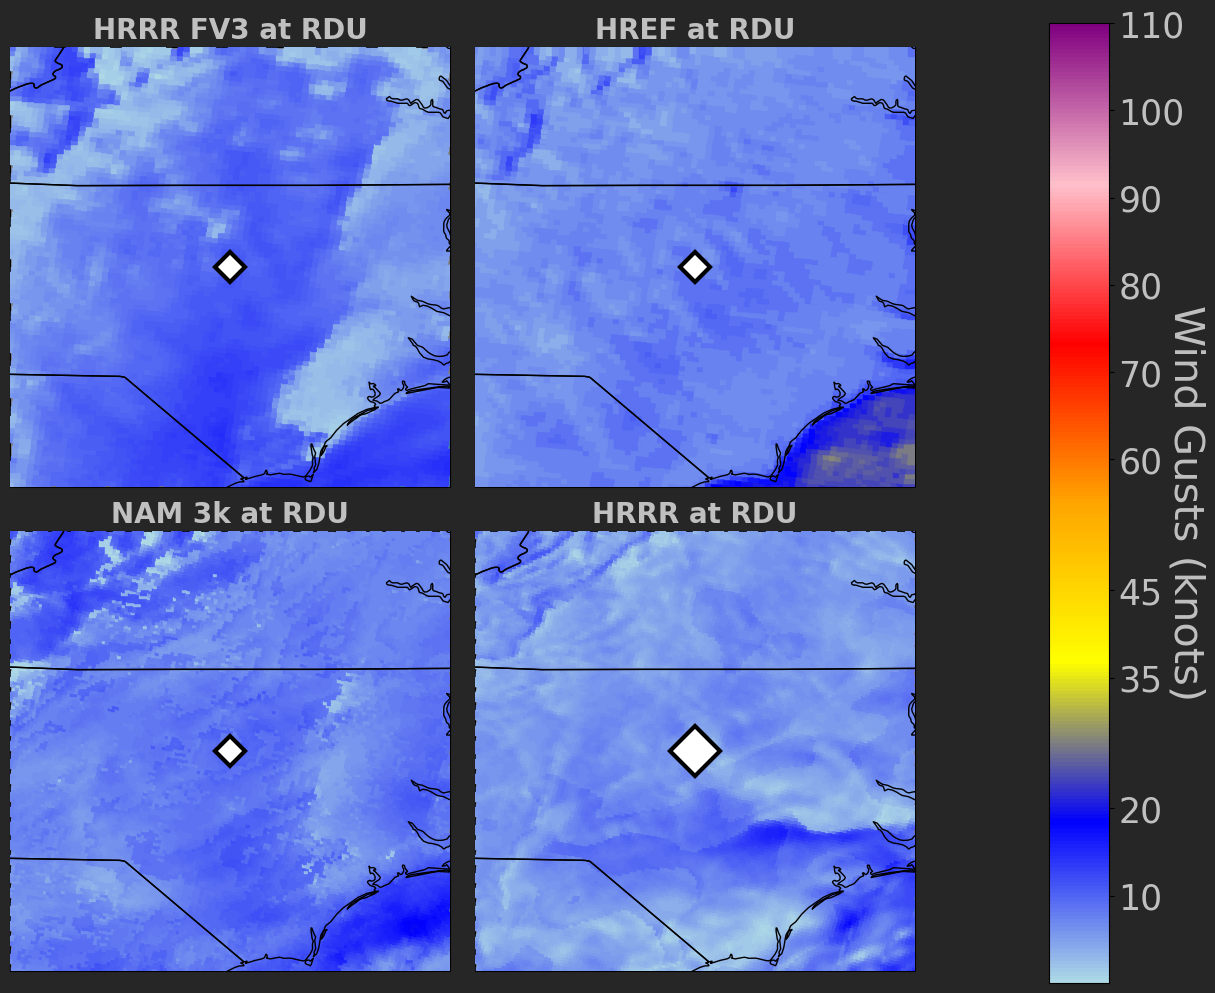 HRRR FV3 at RDU
HREF at RDU
NAM 3k at RDU
HRRR at RDU
110
100
90
80
70
60
45
35
20
10
Wind Gusts (knots)